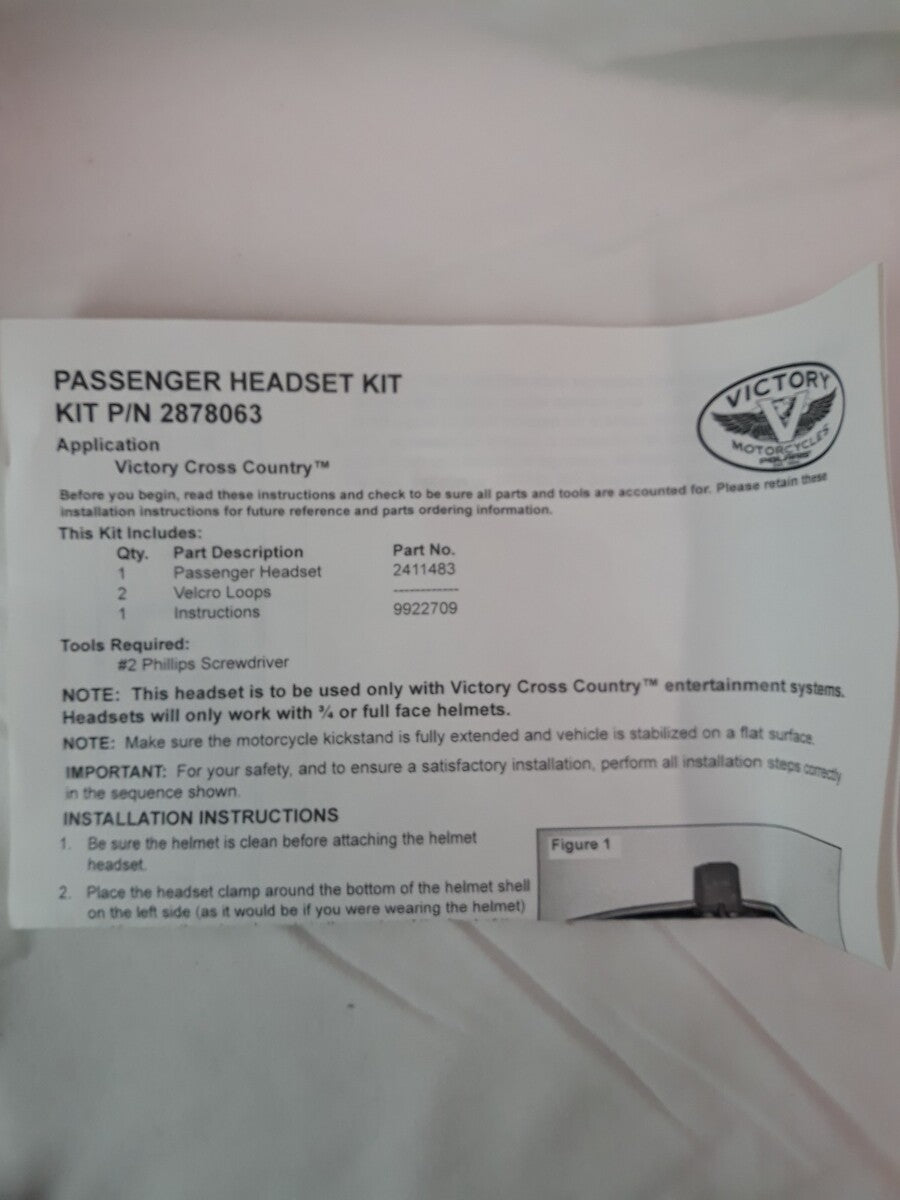 PASSENGER HEADSET KIT
KIT P/N 2878063
VICTORY
MOTORCYCLES
POLARIS
Application
Victory Cross Country™
Before you begin, read these instructions and check to be sure all parts and tools are accounted for. Please retain these
installation instructions for future reference and parts ordering information.
This Kit Includes:
Qty. Part Description Part No.
1 Passenger Headset 2411483
2 Velcro Loops ------------
1 Instructions 9922709
Tools Required:
#2 Phillips Screwdriver
NOTE: This headset is to be used only with Victory Cross Country™ entertainment systems.
Headsets will only work with ¾ or full face helmets.
NOTE: Make sure the motorcycle kickstand is fully extended and vehicle is stabilized on a flat surface.
IMPORTANT: For your safety, and to ensure a satisfactory installation, perform all installation steps correctly
in the sequence shown.
INSTALLATION INSTRUCTIONS
1. Be sure the helmet is clean before attaching the helmet
headset.
2. Place the headset clamp around the bottom of the helmet shell
on the left side (as it would be if you were wearing the helmet)
Figure 1